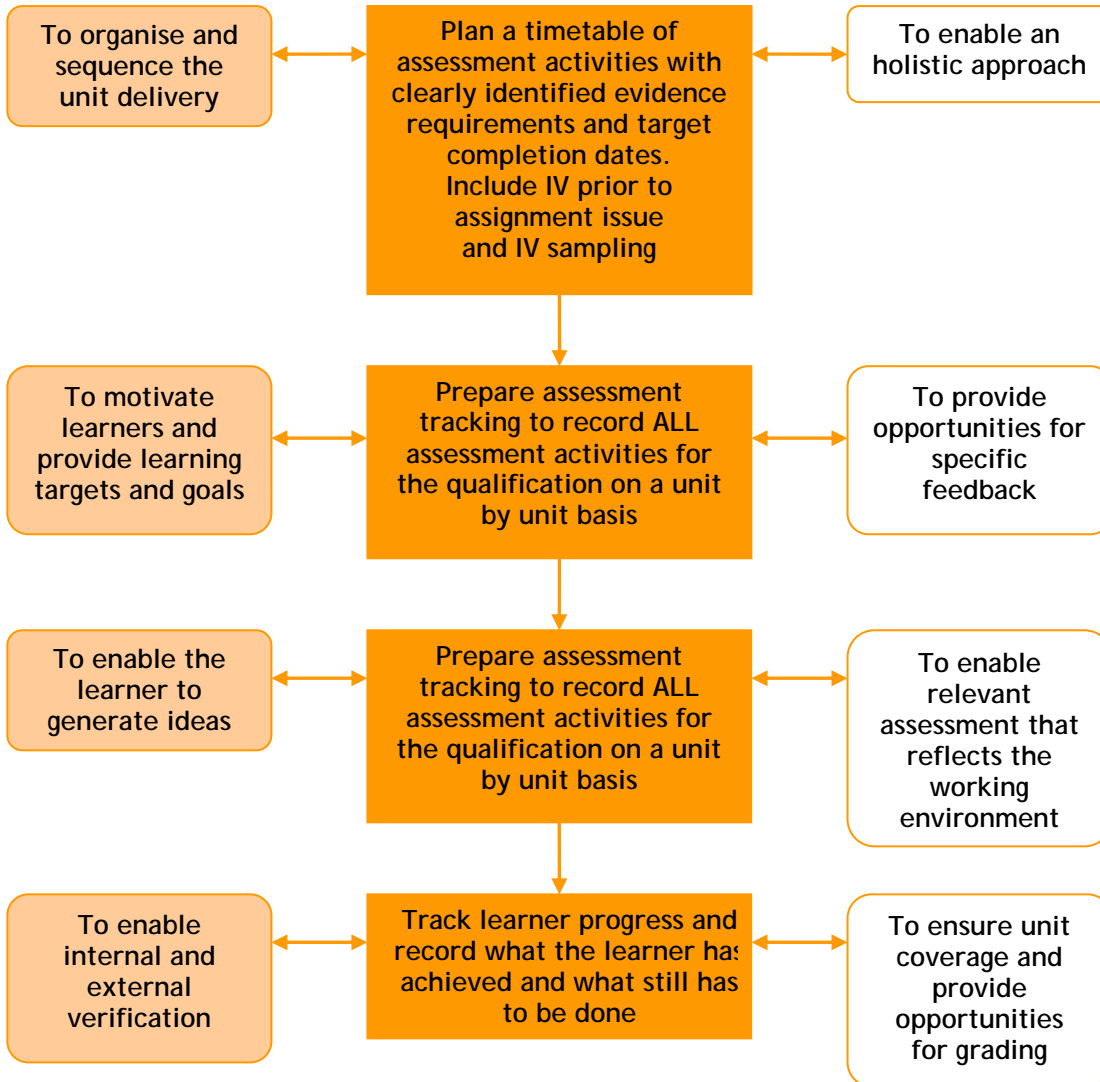 To organise and
sequence the
unit delivery
Plan a timetable of
assessment activities with
clearly identified evidence
requirements and target
completion dates.
Include IV prior to
assignment issue
and IV sampling
To enable an
holistic approach
To motivate
learners and
provide learning
targets and goals
Prepare assessment
tracking to record ALL
assessment activities for
the qualification on a unit
by unit basis
To provide
opportunities for
specific
feedback
To enable the
learner to
generate ideas
Prepare assessment
tracking to record ALL
assessment activities for
the qualification on a unit
by unit basis
To enable
relevant
assessment that
reflects the
working
environment
To enable
internal and
external
verification
Track learner progress and
record what the learner has
achieved and what still has
to be done
To ensure unit
coverage and
provide
opportunities
for grading